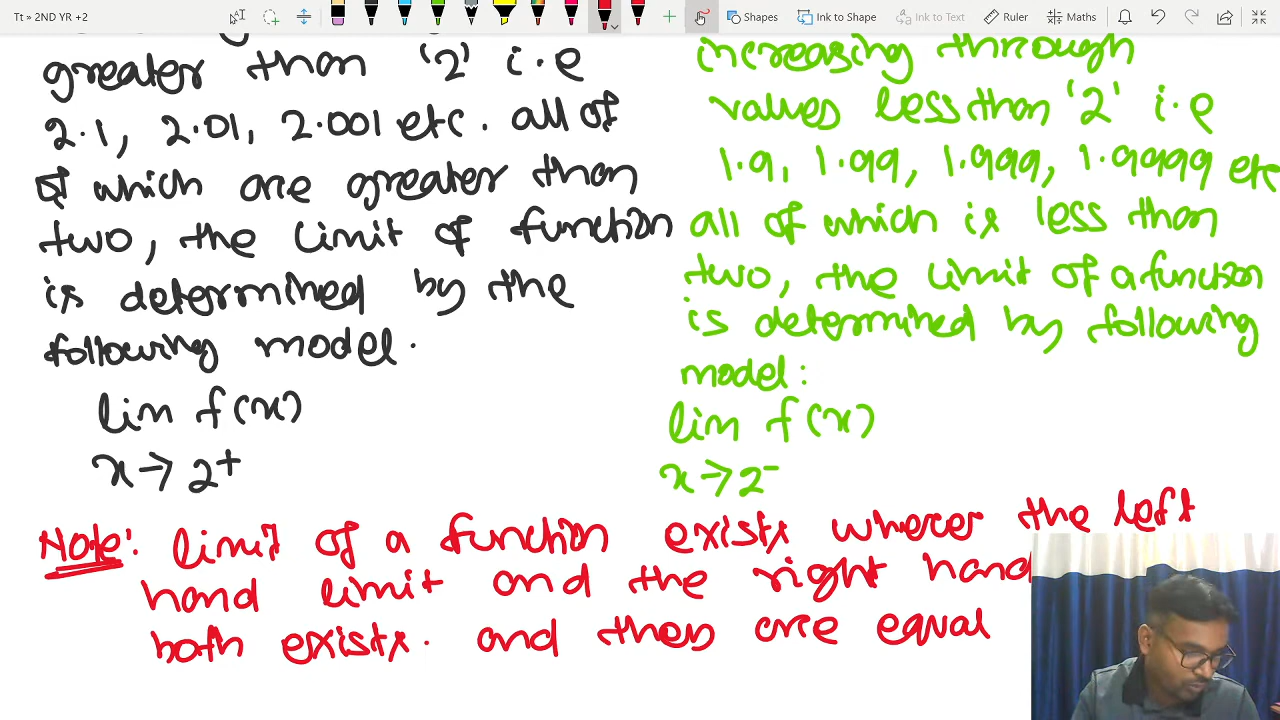 Tt » 2ND YR +2
Shapes
Ink to Shape
Ink to Text
Ruler
Maths
greater than '2' i.e
2.1, 2.01, 2.001 etc. all of
which are greater than
two, the limit of function
is determined by the
following model.
lim f(x)
x → 2+
increasing through
values less than '2' i.e
1.9, 1.99, 1.999, 1.9999 etc
all of which is less than
two, the limit of a function
is determined by following
model:
lim f(x)
x → 2-
Note: limit of a function exists the left
hand limit and the right hand
both exists. and are equal